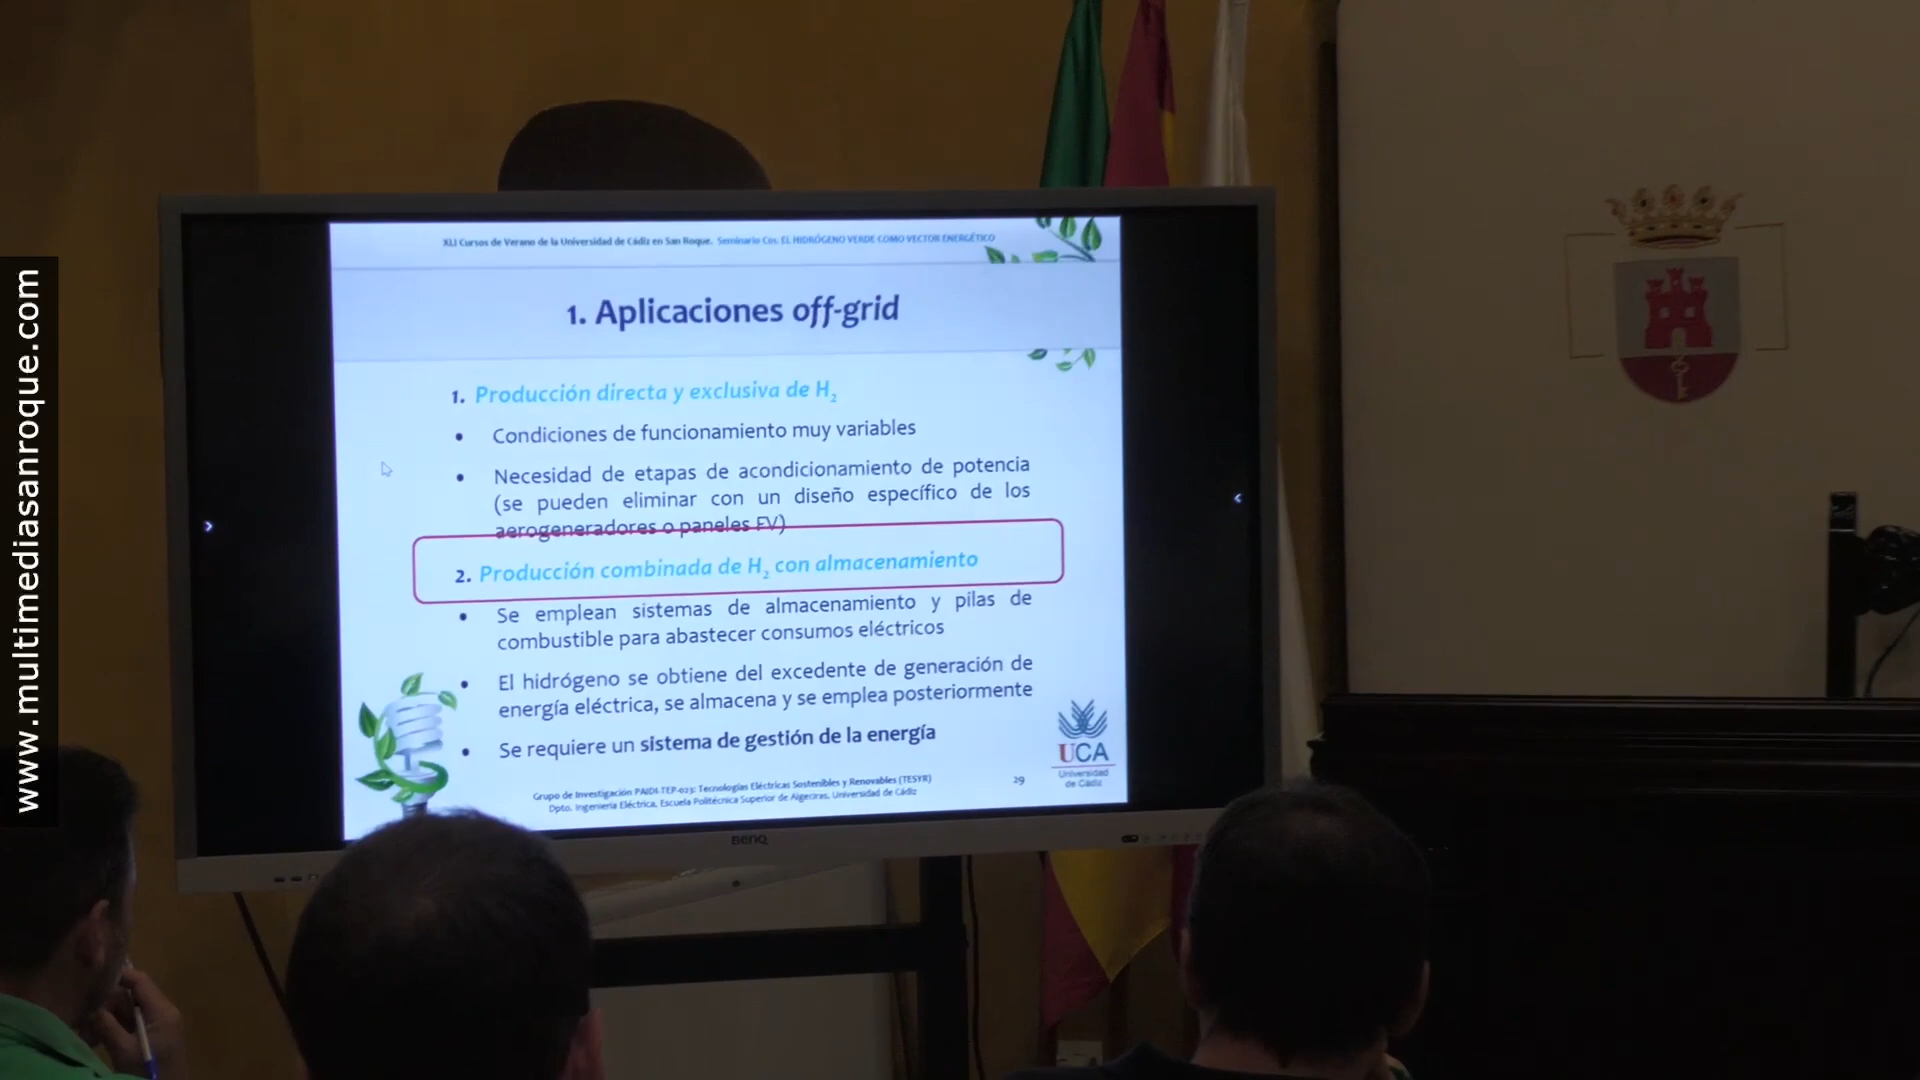 www.multimediasanroque.com
XLI Cursos de Verano de la Universidad de Cádiz en San Roque. Seminario C01. EL HIDRÓGENO VERDE COMO VECTOR ENERGÉTICO
1. Aplicaciones off-grid
1. Producción directa y exclusiva de H₂
• Condiciones de funcionamiento muy variables
• Necesidad de etapas de acondicionamiento de potencia
(se pueden eliminar con un diseño específico de los
aerogeneradores o paneles FV)
2. Producción combinada de H₂ con almacenamiento
• Se emplean sistemas de almacenamiento y pilas de
combustible para abastecer consumos eléctricos
• El hidrógeno se obtiene del excedente de generación de
energía eléctrica, se almacena y se emplea posteriormente
• Se requiere un sistema de gestión de la energía
Grupo de Investigación PAIDI-TEP-023: Tecnologías Eléctricas Sostenibles y Renovables (TESYR)
Dpto. Ingeniería Eléctrica, Escuela Politécnica Superior de Algeciras, Universidad de Cádiz
29
UCA
Universidad
de Cádiz
BenQ